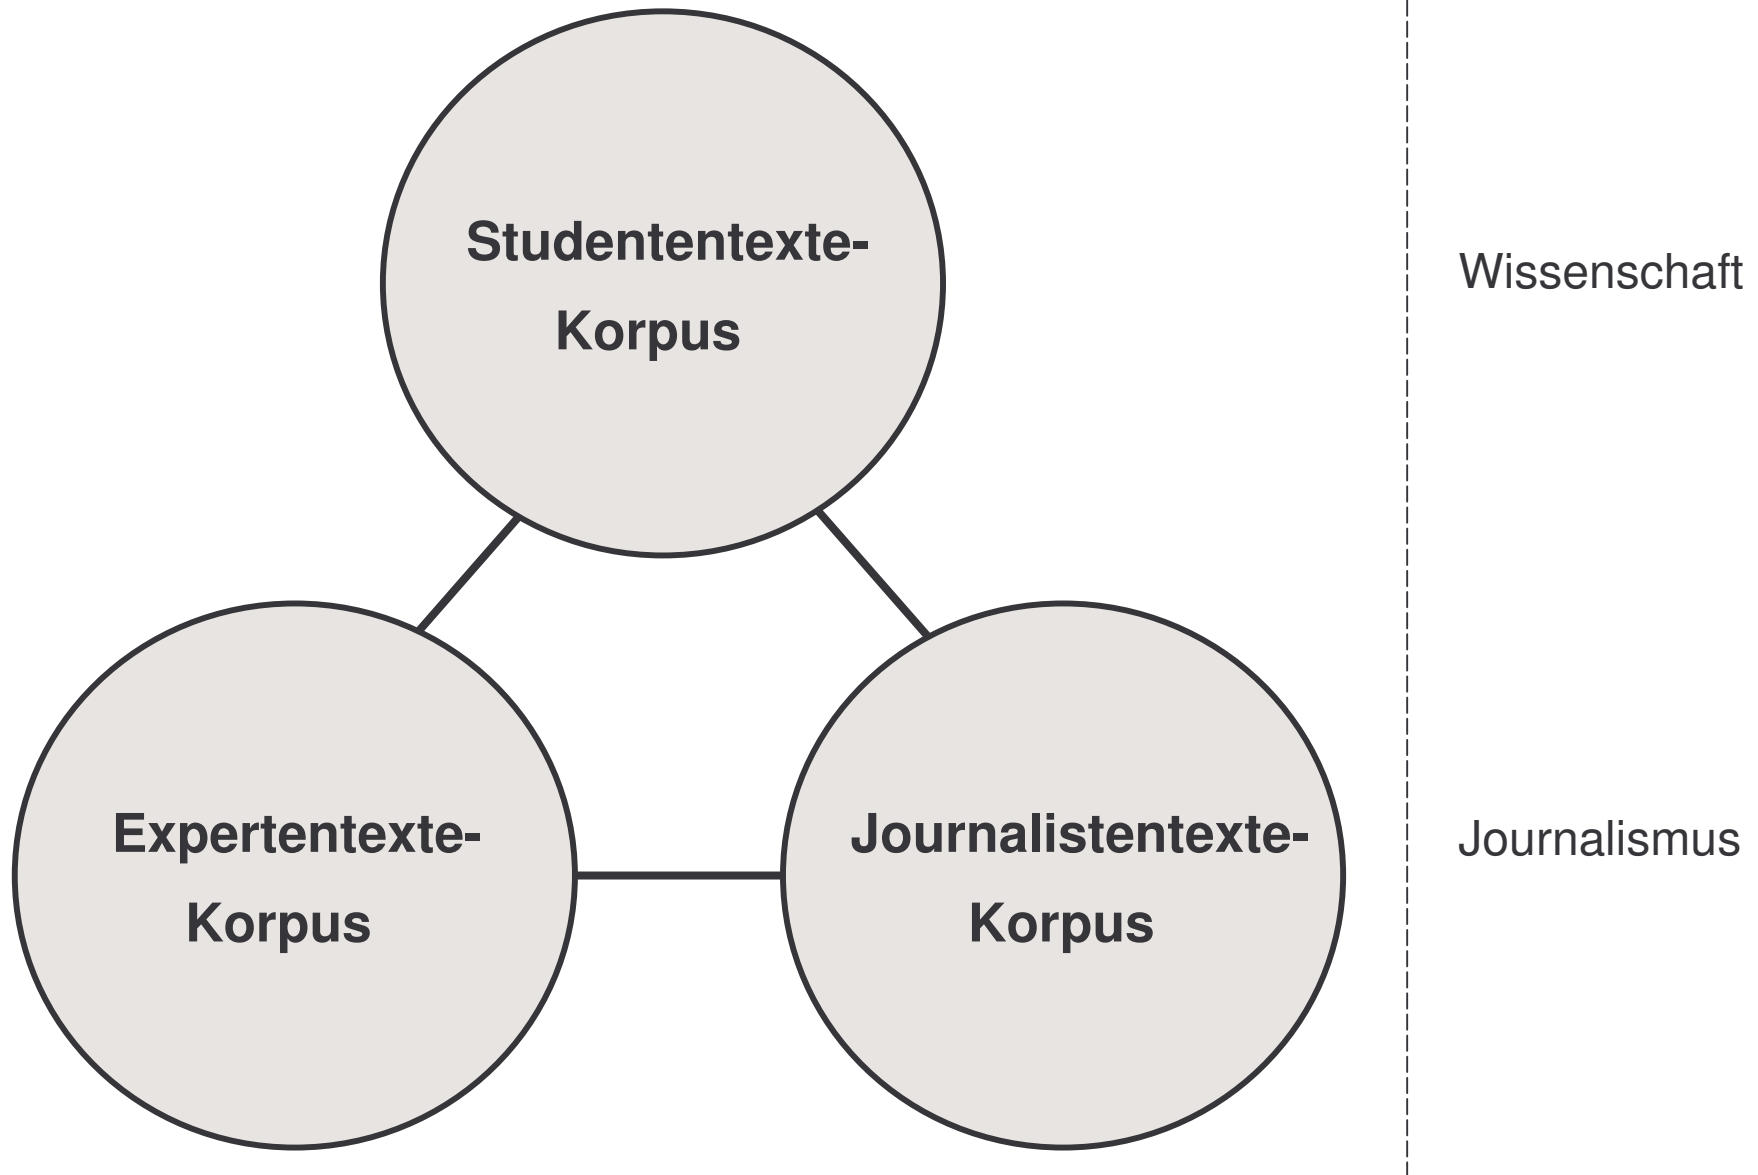 Studententexte-
Korpus
Wissenschaft
Expertentexte-
Korpus
Journalistentexte-
Korpus
Journalismus